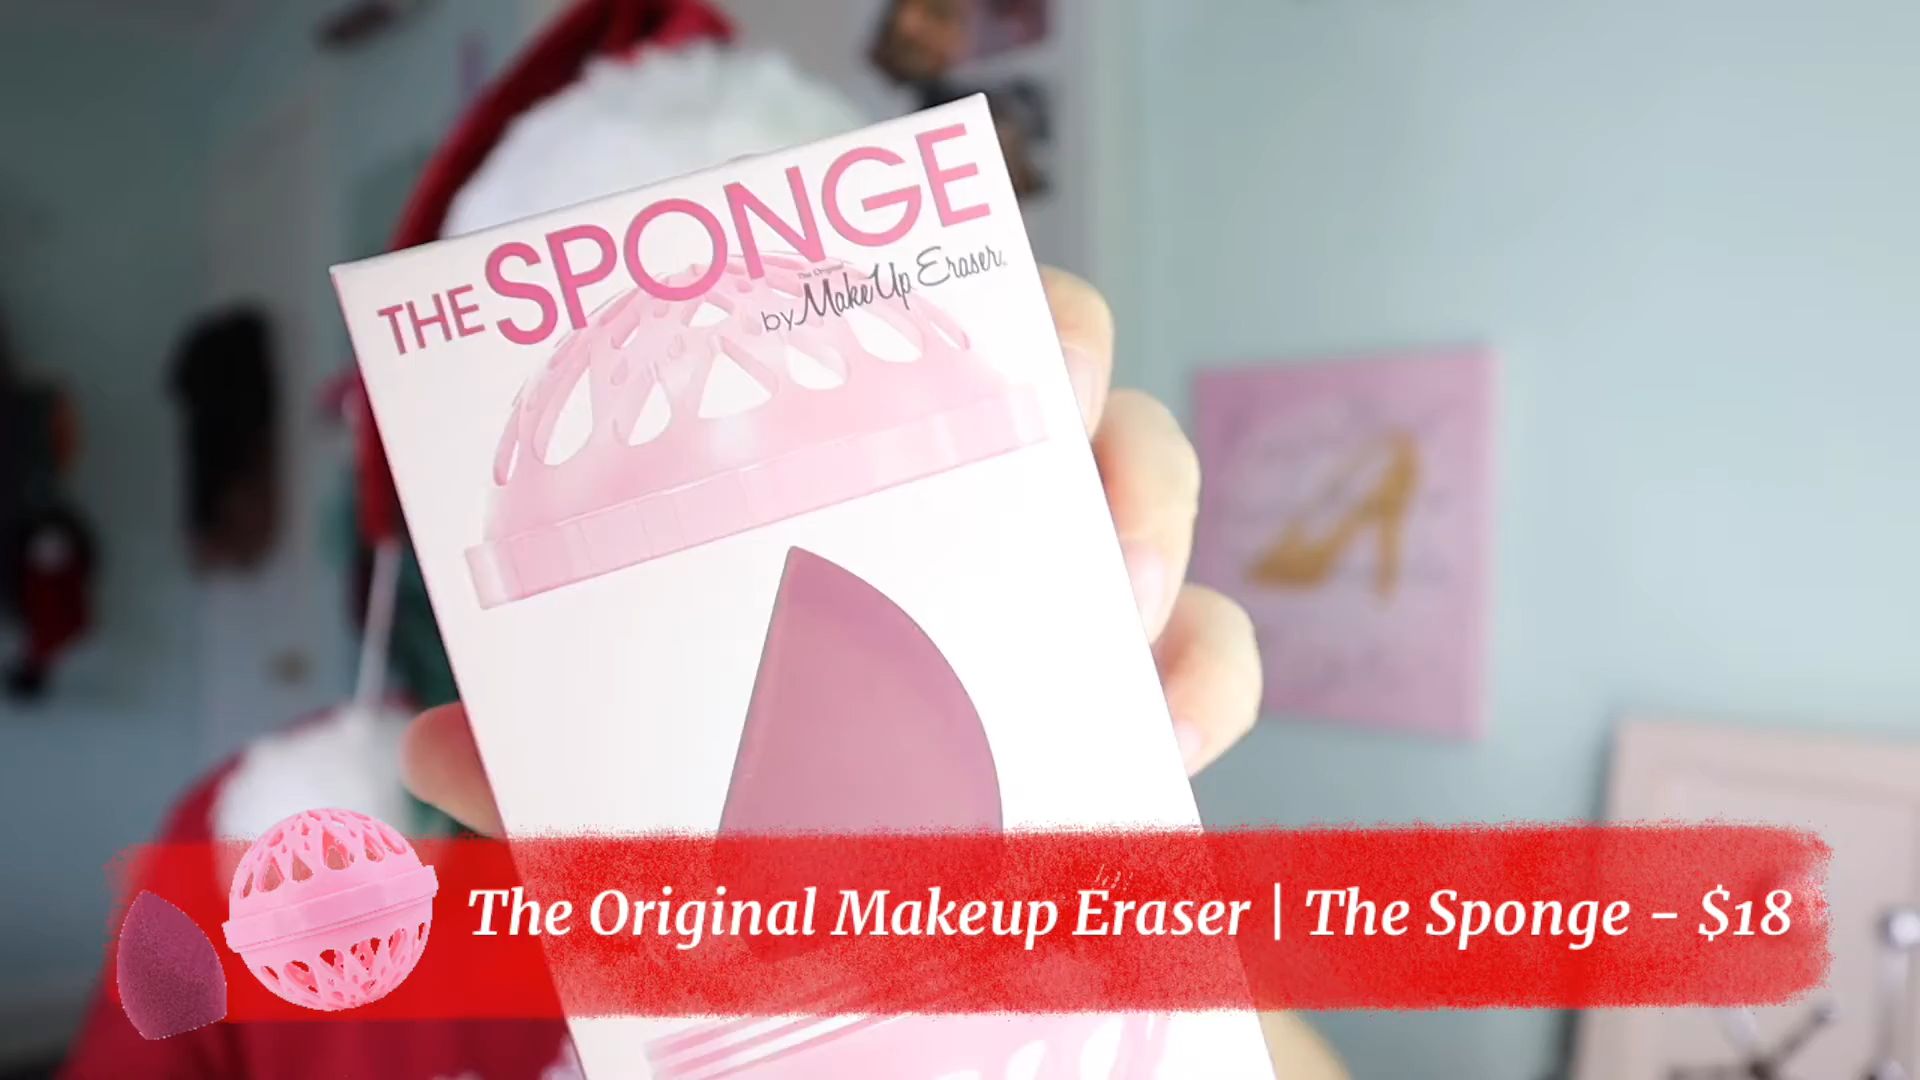 THE SPONGE
The Original
by MakeUp Eraser
The Original Makeup Eraser | The Sponge – $18